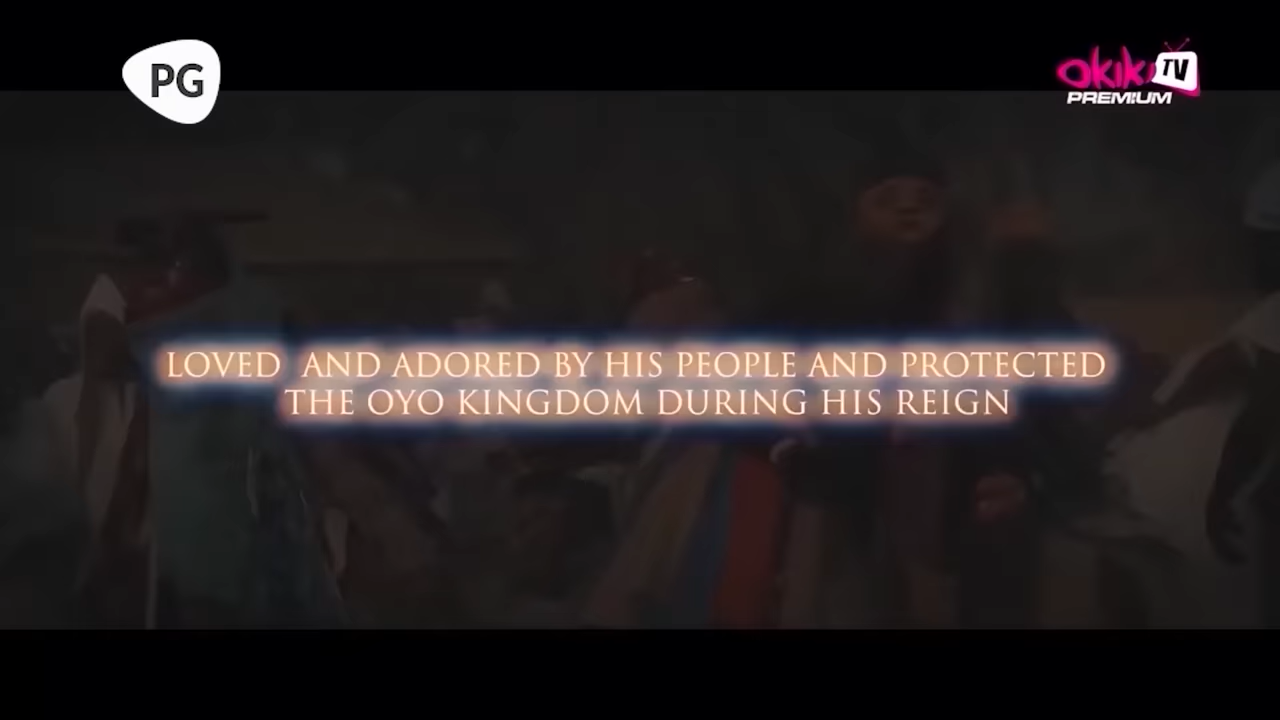 PG
okiki TV
PREMIUM
LOVED AND ADORED BY HIS PEOPLE AND PROTECTED
THE OYO KINGDOM DURING HIS REIGN